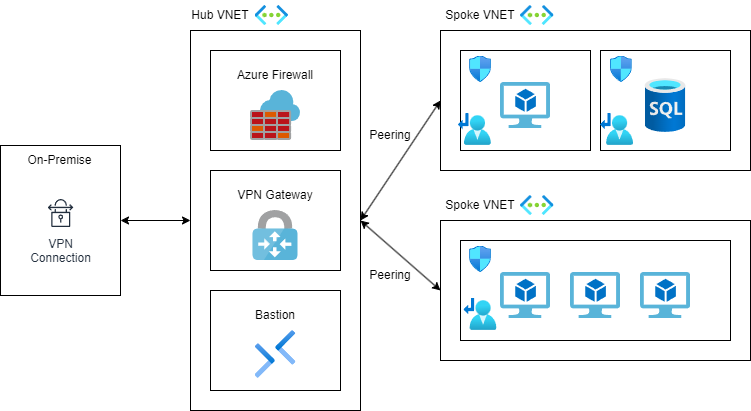 Hub VNET
Spoke VNET
Azure Firewall
SQL
Peering
On-Premise
VPN
Connection
VPN Gateway
Spoke VNET
Peering
Bastion